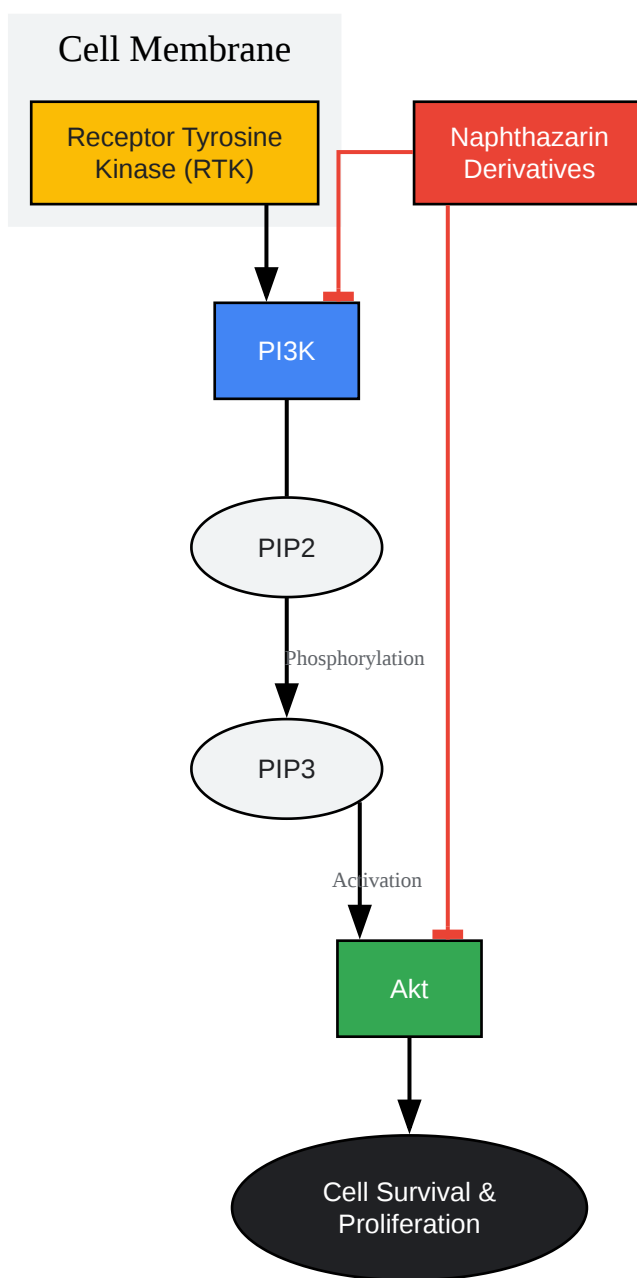 Cell Membrane
Receptor Tyrosine
Kinase (RTK)
Naphthazarin
Derivatives
PI3K
PIP2
Phosphorylation
PIP3
Activation
Akt
Cell Survival &
Proliferation